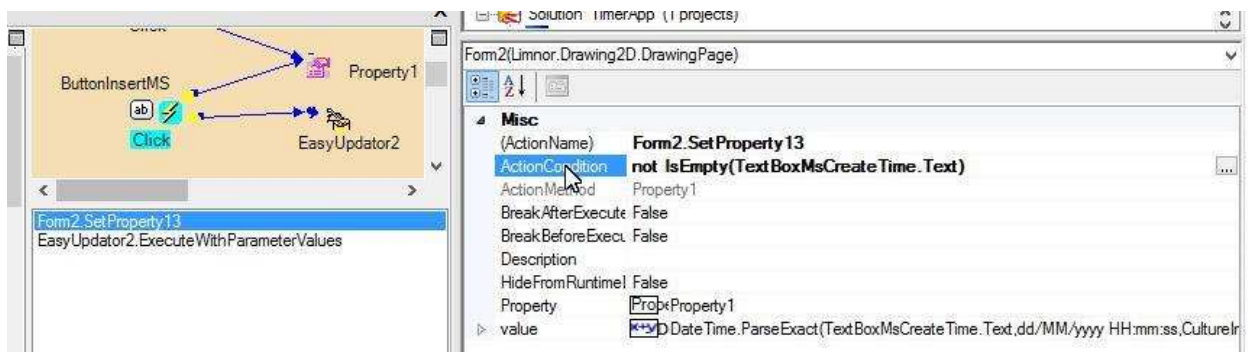 Click
Property1
ButtonInsertMS
ab
Click
EasyUpdator2
Form2.SetProperty13
EasyUpdator2.ExecuteWithParameterValues
Solution 'TimerApp' (1 projects)
Form2(Limnor.Drawing2D.DrawingPage)
Misc
(ActionName) Form2.SetProperty13
ActionCondition not IsEmpty(TextBoxMsCreateTime.Text) ...
ActionMethod Property1
BreakAfterExecute False
BreakBeforeExecu False
Description
HideFromRuntimeI False
Property Prope Property1
value x+y D DateTime.ParseExact(TextBoxMsCreateTime.Text,dd/MM/yyyy HH:mm:ss,CultureIr